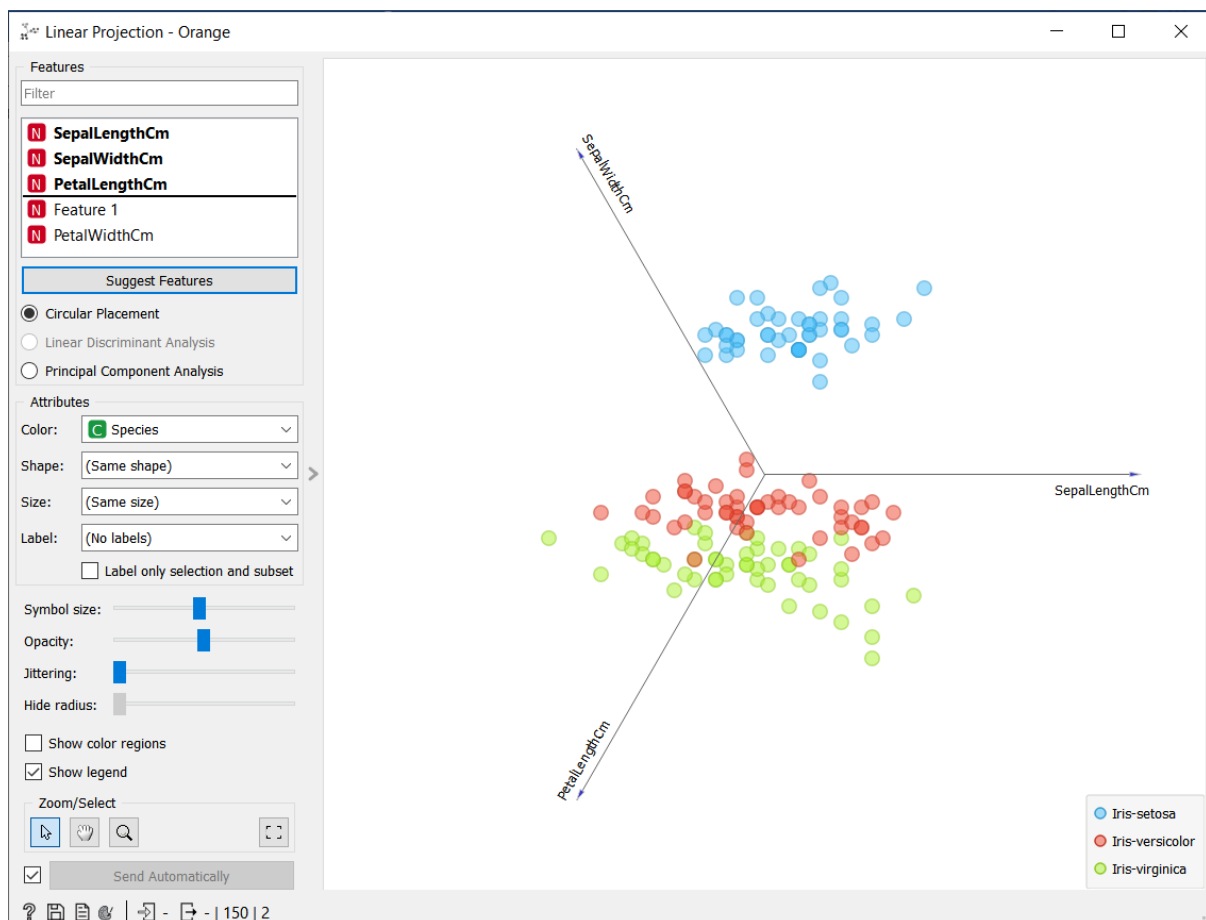 Linear Projection - Orange
Features
Filter
N SepalLengthCm
N SepalWidthCm
N PetalLengthCm
N Feature 1
N PetalWidthCm
Suggest Features
Circular Placement
Linear Discriminant Analysis
Principal Component Analysis
Attributes
Color: C Species
Shape: (Same shape)
Size: (Same size)
Label: (No labels)
Label only selection and subset
Symbol size:
Opacity:
Jittering:
Hide radius:
Show color regions
Show legend
Zoom/Select
Send Automatically
? - - | 150 | 2
SepalWidthCm
SepalLengthCm
PetalLengthCm
Iris-setosa
Iris-versicolor
Iris-virginica